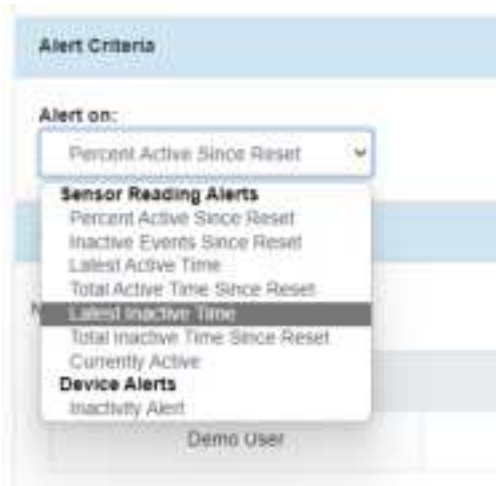 Alert Criteria
Alert on:
Percent Active Since Reset
Sensor Reading Alerts
Percent Active Since Reset
Inactive Events Since Reset
Latest Active Time
Total Active Time Since Reset
Latest Inactive Time
Total Inactive Time Since Reset
Currently Active
Device Alerts
Inactivity Alert
Demo User